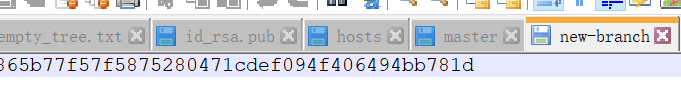 empty_tree.txt id_rsa.pub hosts master new-branch
865b77f57f5875280471cdef094f406494bb781d